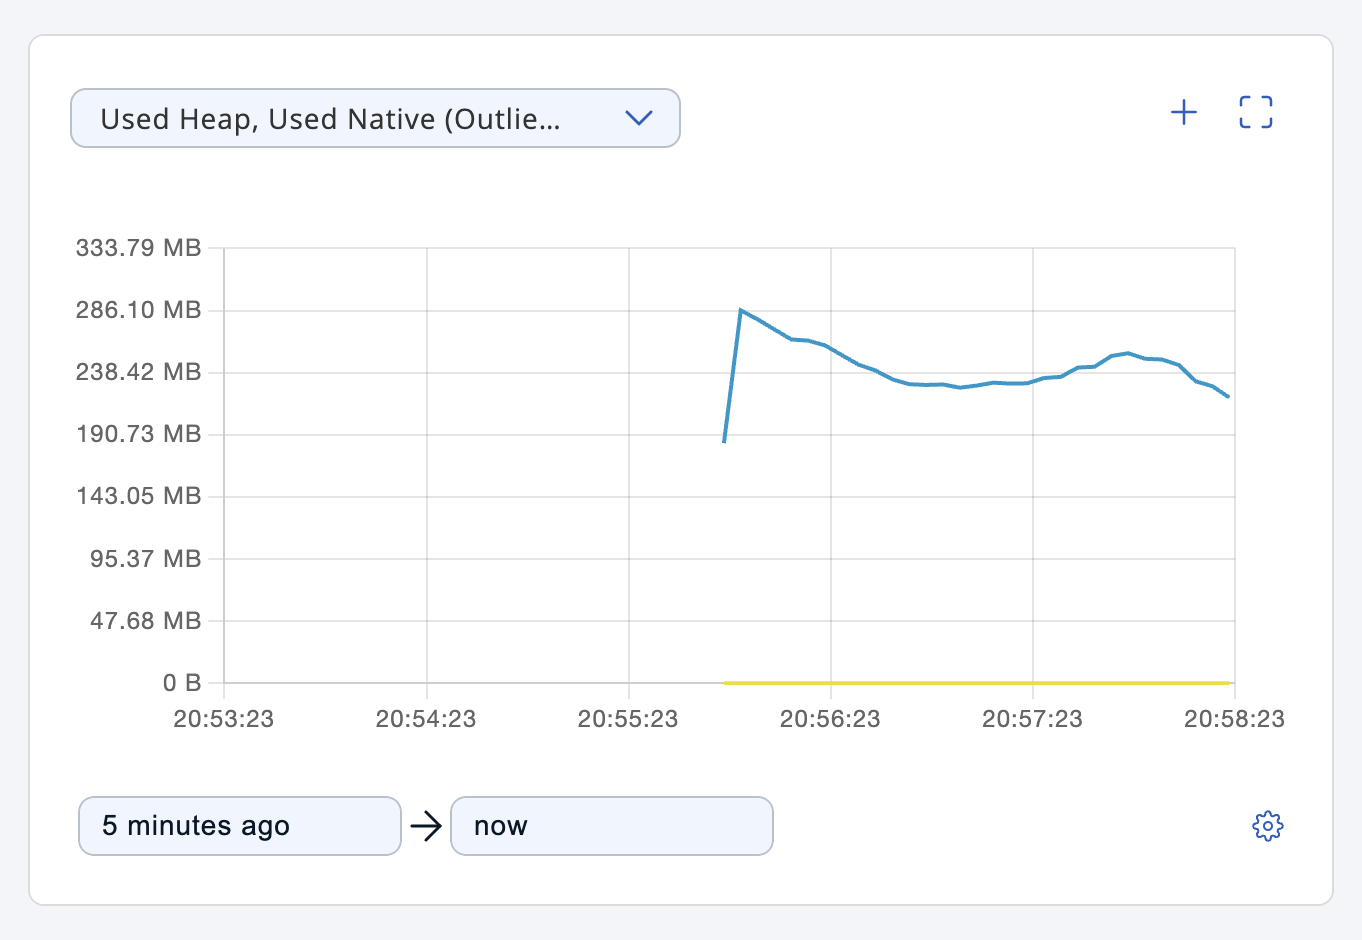 Used Heap, Used Native (Outlie...
333.79 MB
286.10 MB
238.42 MB
190.73 MB
143.05 MB
95.37 MB
47.68 MB
0 B
20:53:23 20:54:23 20:55:23 20:56:23 20:57:23 20:58:23
5 minutes ago → now